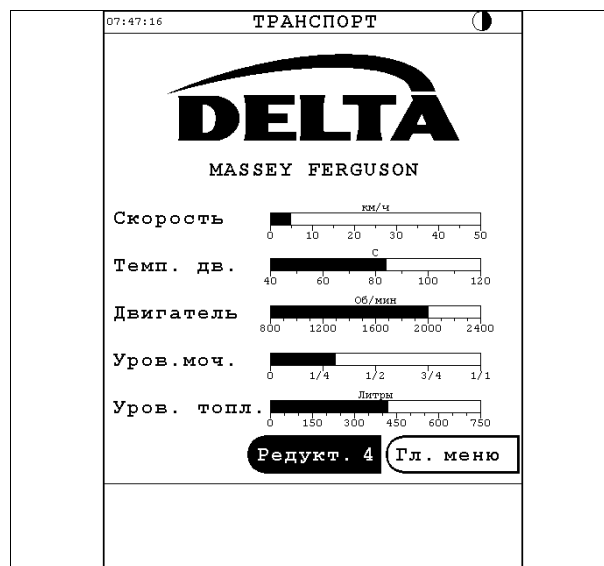 07:47:16 ТРАНСПОРТ
DELTA
MASSEY FERGUSON
км/ч
Скорость
0 10 20 30 40 50
C
Темп. дв.
40 60 80 100 120
Об/мин
Двигатель
800 1200 1600 2000 2400
Уров.моч.
0 1/4 1/2 3/4 1/1
Литры
Уров. топл.
0 150 300 450 600 750
Редукт. 4 Гл. меню